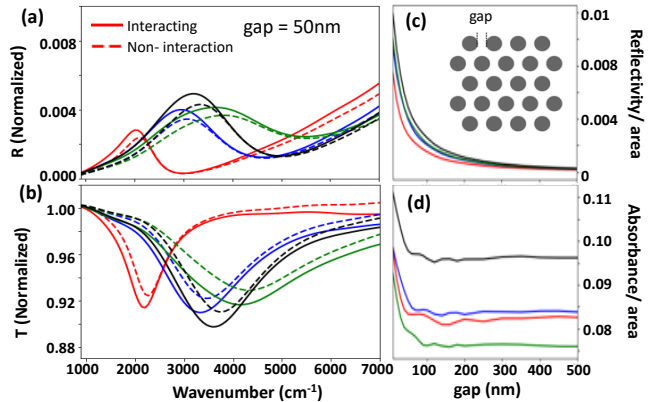 (a)
Interacting
Non- interaction
gap = 50nm
0.008
0.004
0.000
R (Normalized)
(b)
1.00
0.96
0.92
0.88
T (Normalized)
1000 2000 3000 4000 5000 6000 7000
Wavenumber (cm⁻¹)
(c)
gap
0.01
0.008
0.004
0
Reflectivity/ area
(d)
0.11
0.10
0.09
0.08
Absorbance/ area
100 200 300 400 500
gap (nm)